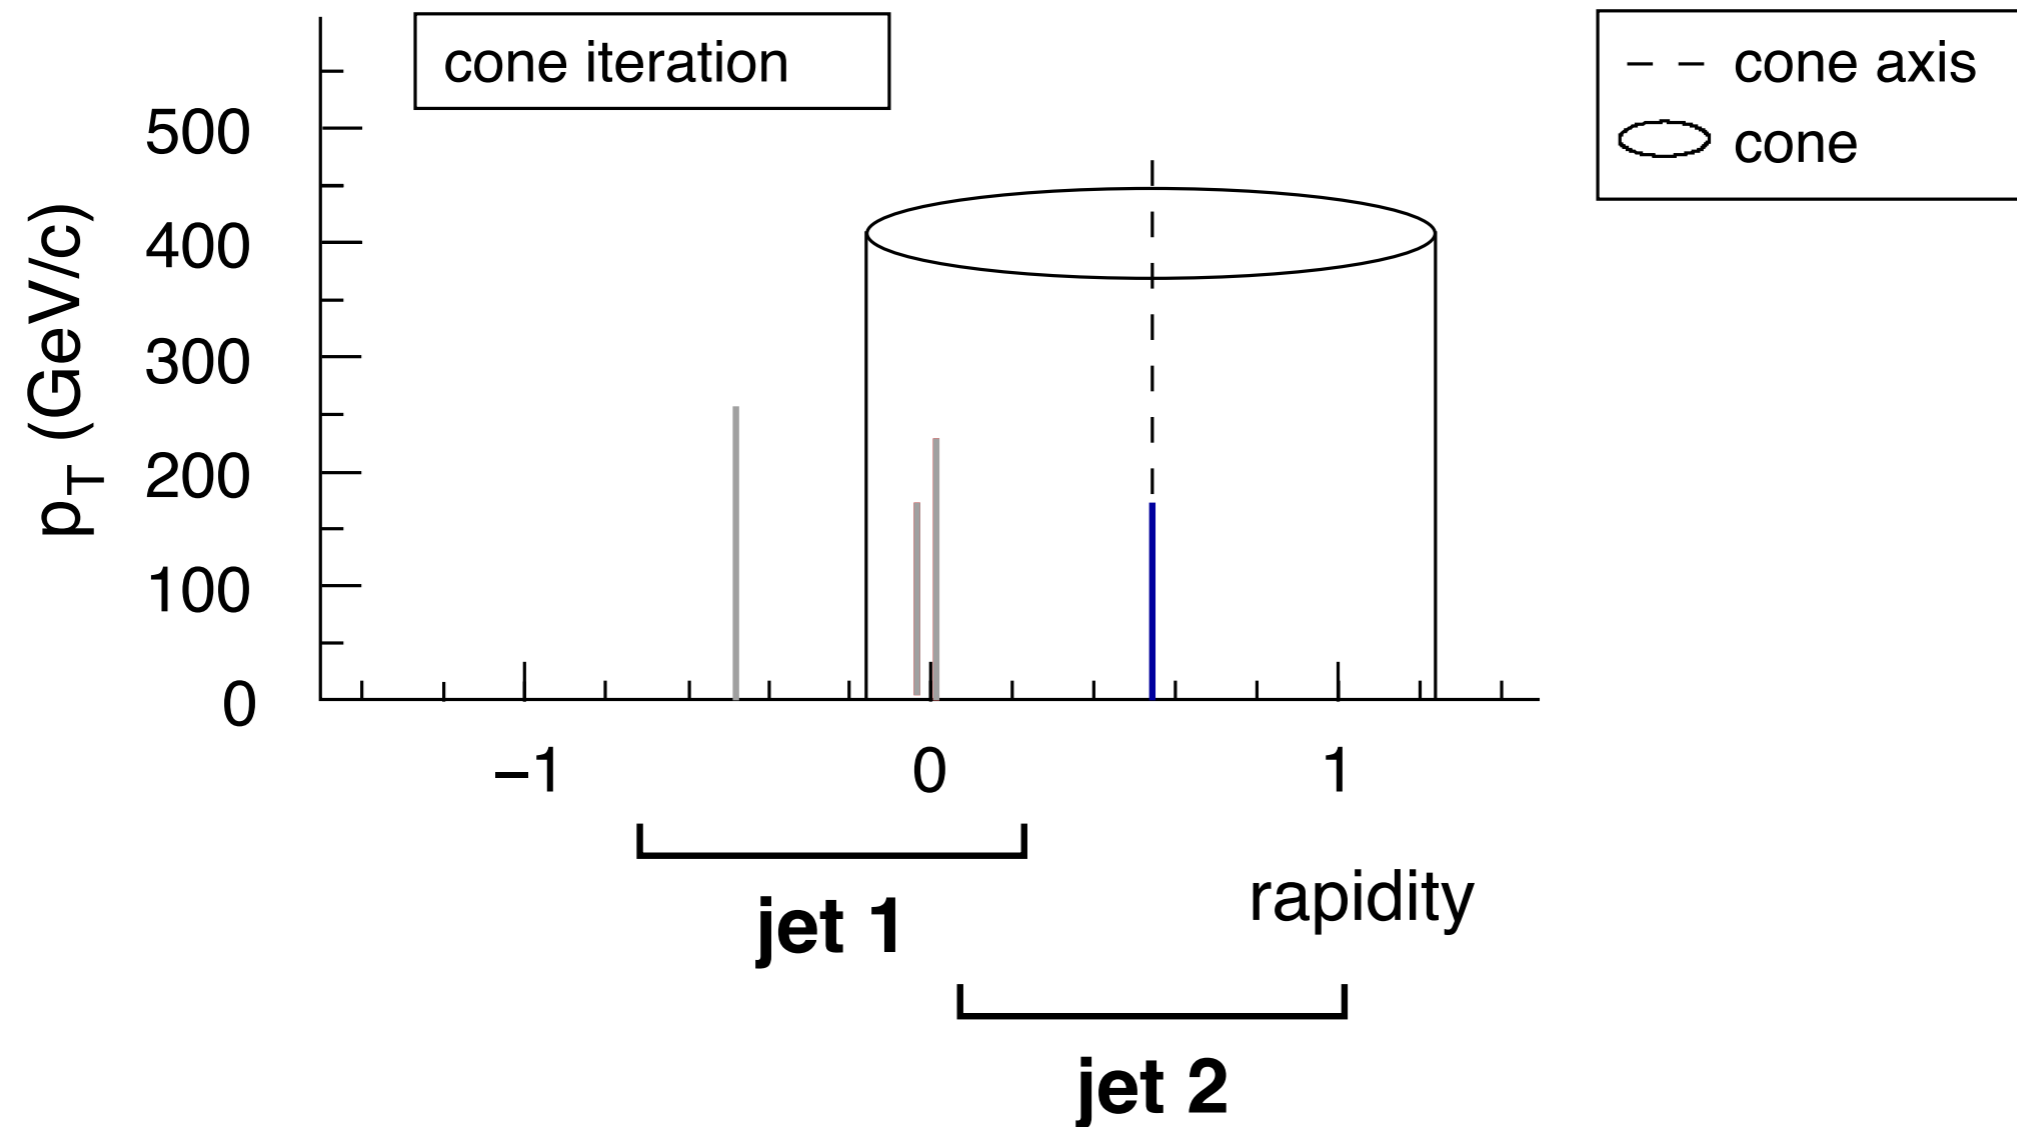 cone iteration
cone axis
cone
500
400
300
200
100
0
p_T (GeV/c)
−1 0 1
jet 1
rapidity
jet 2